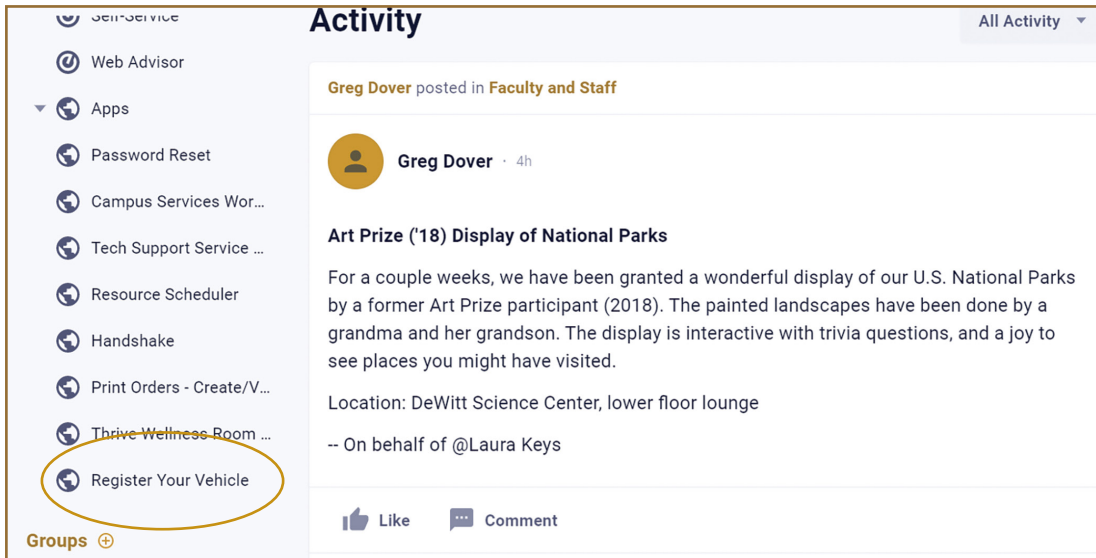 Self-Service
Web Advisor
Apps
Password Reset
Campus Services Wor...
Tech Support Service ...
Resource Scheduler
Handshake
Print Orders - Create/V...
Thrive Wellness Room ...
Register Your Vehicle
Groups
Activity
All Activity
Greg Dover posted in Faculty and Staff
Greg Dover · 4h
Art Prize ('18) Display of National Parks
For a couple weeks, we have been granted a wonderful display of our U.S. National Parks
by a former Art Prize participant (2018). The painted landscapes have been done by a
grandma and her grandson. The display is interactive with trivia questions, and a joy to
see places you might have visited.
Location: DeWitt Science Center, lower floor lounge
-- On behalf of @Laura Keys
Like
Comment